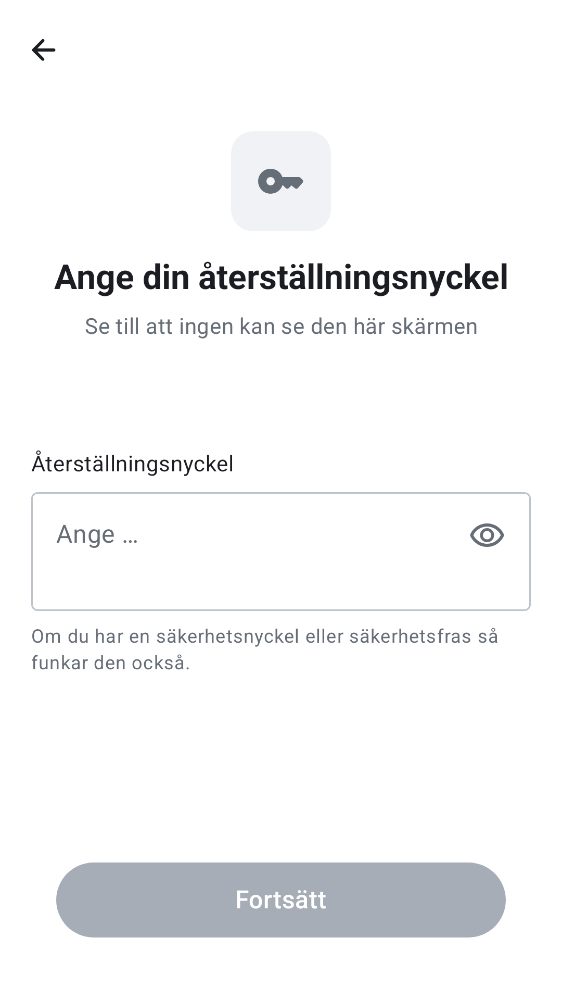 Ange din återställningsnyckel
Se till att ingen kan se den här skärmen
Återställningsnyckel
Ange …
Om du har en säkerhetsnyckel eller säkerhetsfras så
funkar den också.
Fortsätt